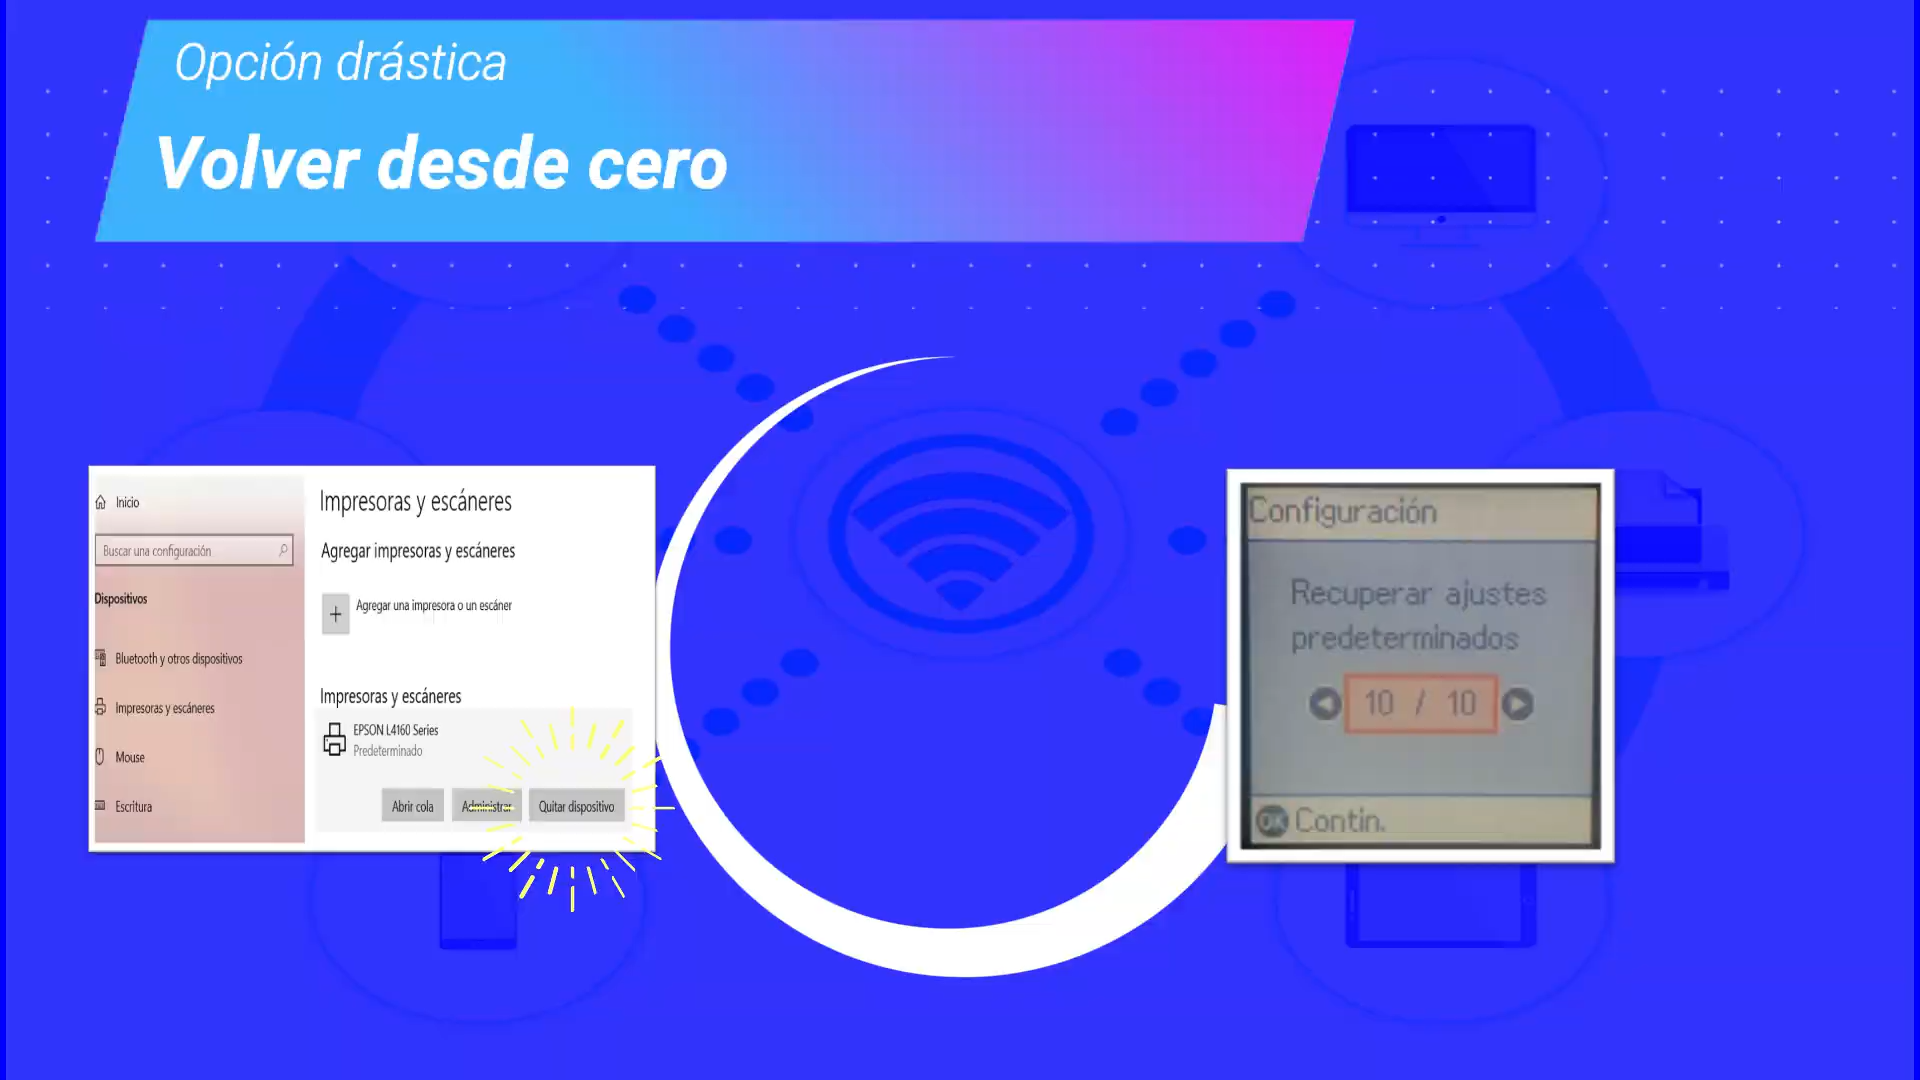 Opción drástica
Volver desde cero
Inicio
Buscar una configuración
Dispositivos
Bluetooth y otros dispositivos
Impresoras y escáneres
Mouse
Escritura
Impresoras y escáneres
Agregar impresoras y escáneres
+ Agregar una impresora o un escáner
Impresoras y escáneres
EPSON L4160 Series
Predeterminado
Abrir cola Administrar Quitar dispositivo
Configuración
Recuperar ajustes
predeterminados
10 / 10
OK Contin.